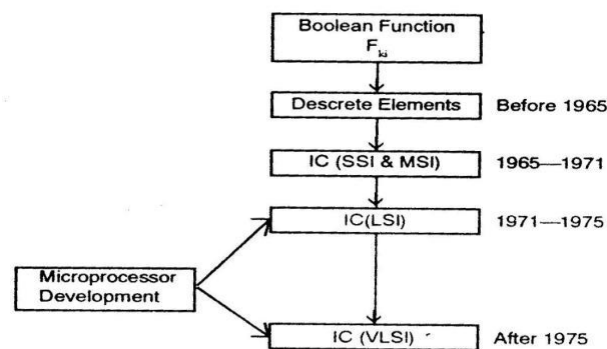 Boolean Function
F
Descrete Elements
Before 1965
IC (SSI & MSI)
1965—1971
IC(LSI)
1971—1975
Microprocessor
Development
IC (VLSI)
After 1975